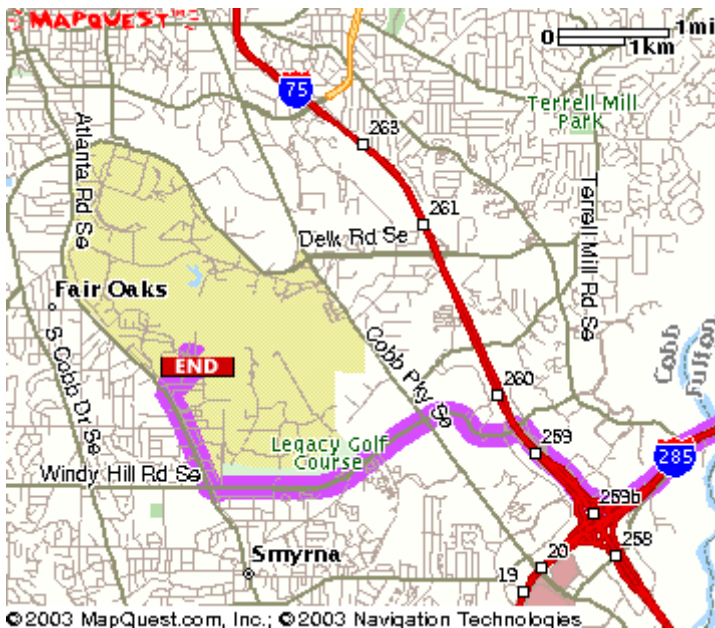 MAPQUEST
0 1mi
1km
75
Terrell Mill
Park
263
Atlanta Rd Se
Terrell Mill Rd Se
261
Delk Rd Se
Fair Oaks
S Cobb Dr Se
Cobb Pky Se
Cobb
Fulton
END
260
Legacy Golf
Course
259
285
Windy Hill Rd Se
259b
Smyrna
20
258
19
©2003 MapQuest.com, Inc.; ©2003 Navigation Technologies